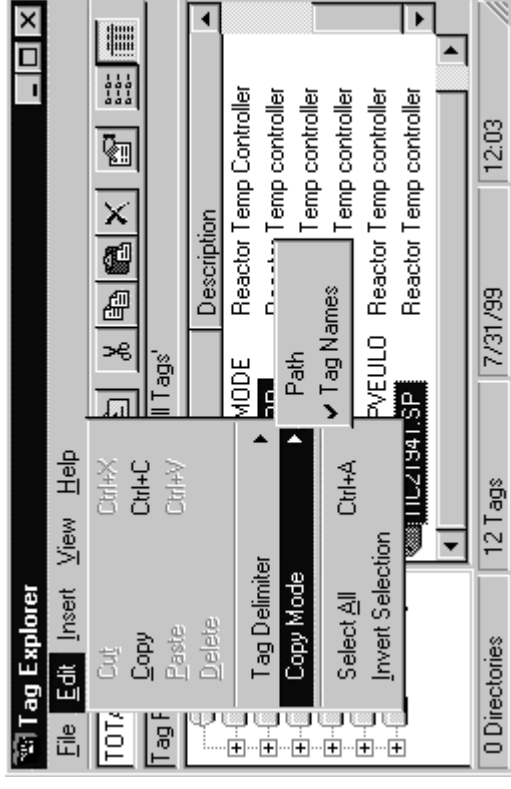 Tag Explorer
File Edit Insert View Help
TOTA
Tag F
ll Tags'
Cut Ctrl+X
Copy Ctrl+C
Paste Ctrl+V
Delete
Tag Delimiter
Copy Mode
Select All Ctrl+A
Invert Selection
Path
Tag Names
Description
MODE Reactor Temp Controller
Temp controller
Temp controller
Temp controller
PVEULO Reactor Temp controller
TIC21941.SP Reactor Temp controller
0 Directories 12 Tags 7/31/99 12:03